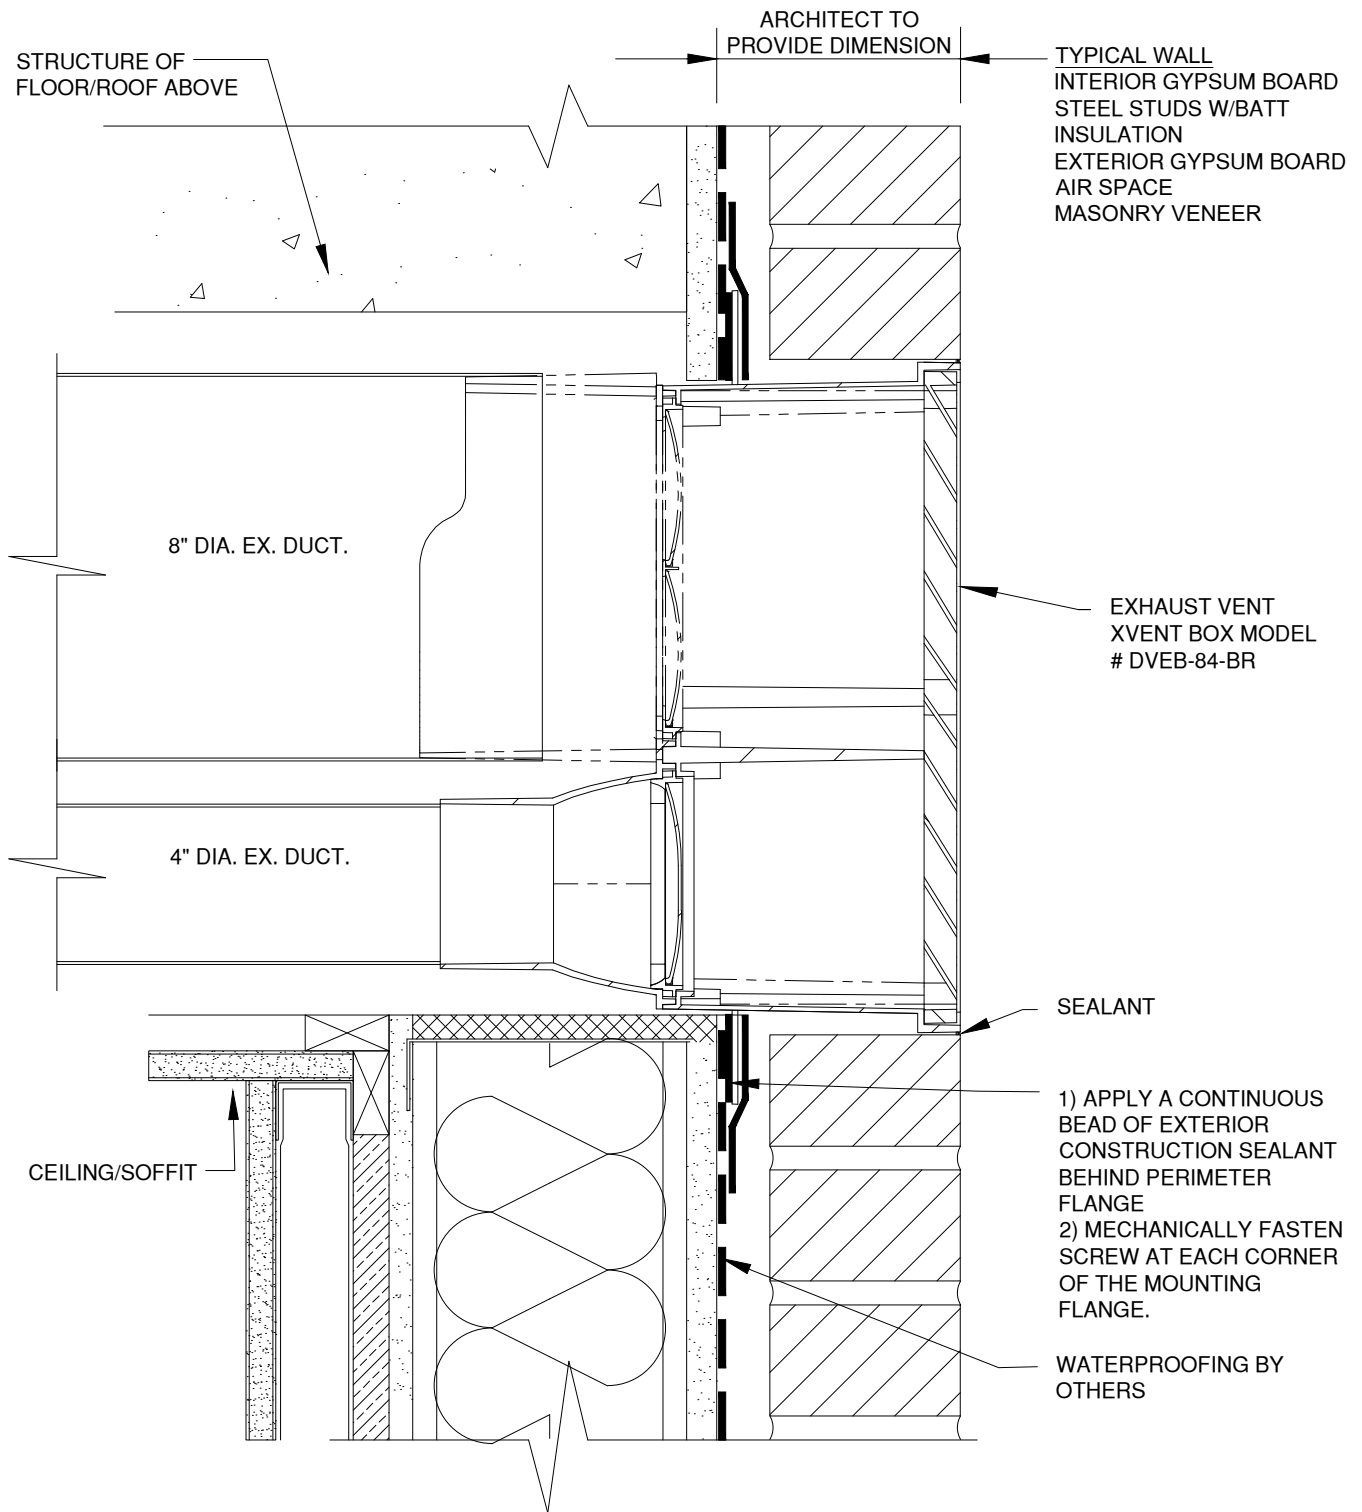 ARCHITECT TO
PROVIDE DIMENSION
STRUCTURE OF
FLOOR/ROOF ABOVE
TYPICAL WALL
INTERIOR GYPSUM BOARD
STEEL STUDS W/BATT
INSULATION
EXTERIOR GYPSUM BOARD
AIR SPACE
MASONRY VENEER
8" DIA. EX. DUCT.
EXHAUST VENT
XVENT BOX MODEL
# DVEB-84-BR
4" DIA. EX. DUCT.
SEALANT
1) APPLY A CONTINUOUS
BEAD OF EXTERIOR
CONSTRUCTION SEALANT
BEHIND PERIMETER
FLANGE
2) MECHANICALLY FASTEN
SCREW AT EACH CORNER
OF THE MOUNTING
FLANGE.
CEILING/SOFFIT
WATERPROOFING BY
OTHERS